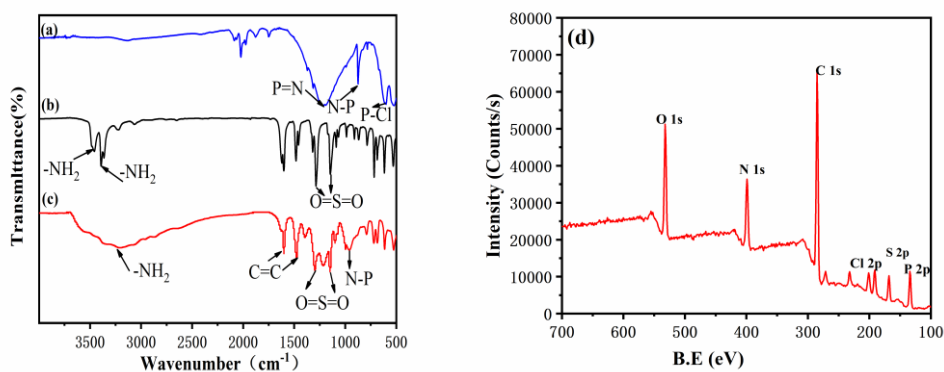 (a)
P=N
N-P
P-Cl
(b)
-NH2
-NH2
O=S=O
(c)
-NH2
C=C
N-P
O=S=O
Transmlttance(%)
3500 3000 2500 2000 1500 1000 500
Wavenumber（cm-1）
(d)
80000
70000
60000
50000
40000
30000
20000
10000
0
C 1s
O 1s
N 1s
S 2p
Cl 2p
P 2p
Intensity (Counts/s)
700 600 500 400 300 200 100
B.E (eV)